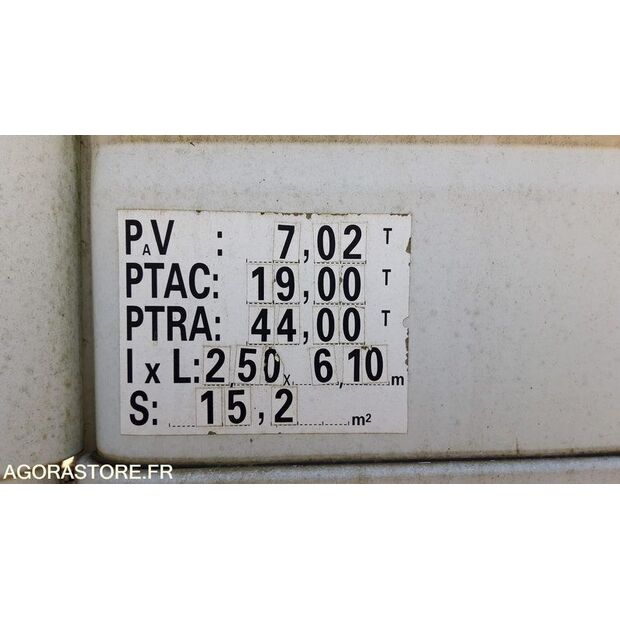 PAV : 7,02 T
PTAC: 19,00 T
PTRA: 44,00 T
l x L: 2,50 x 6,10 m
S: 15,2 m²
AGORASTORE.FR